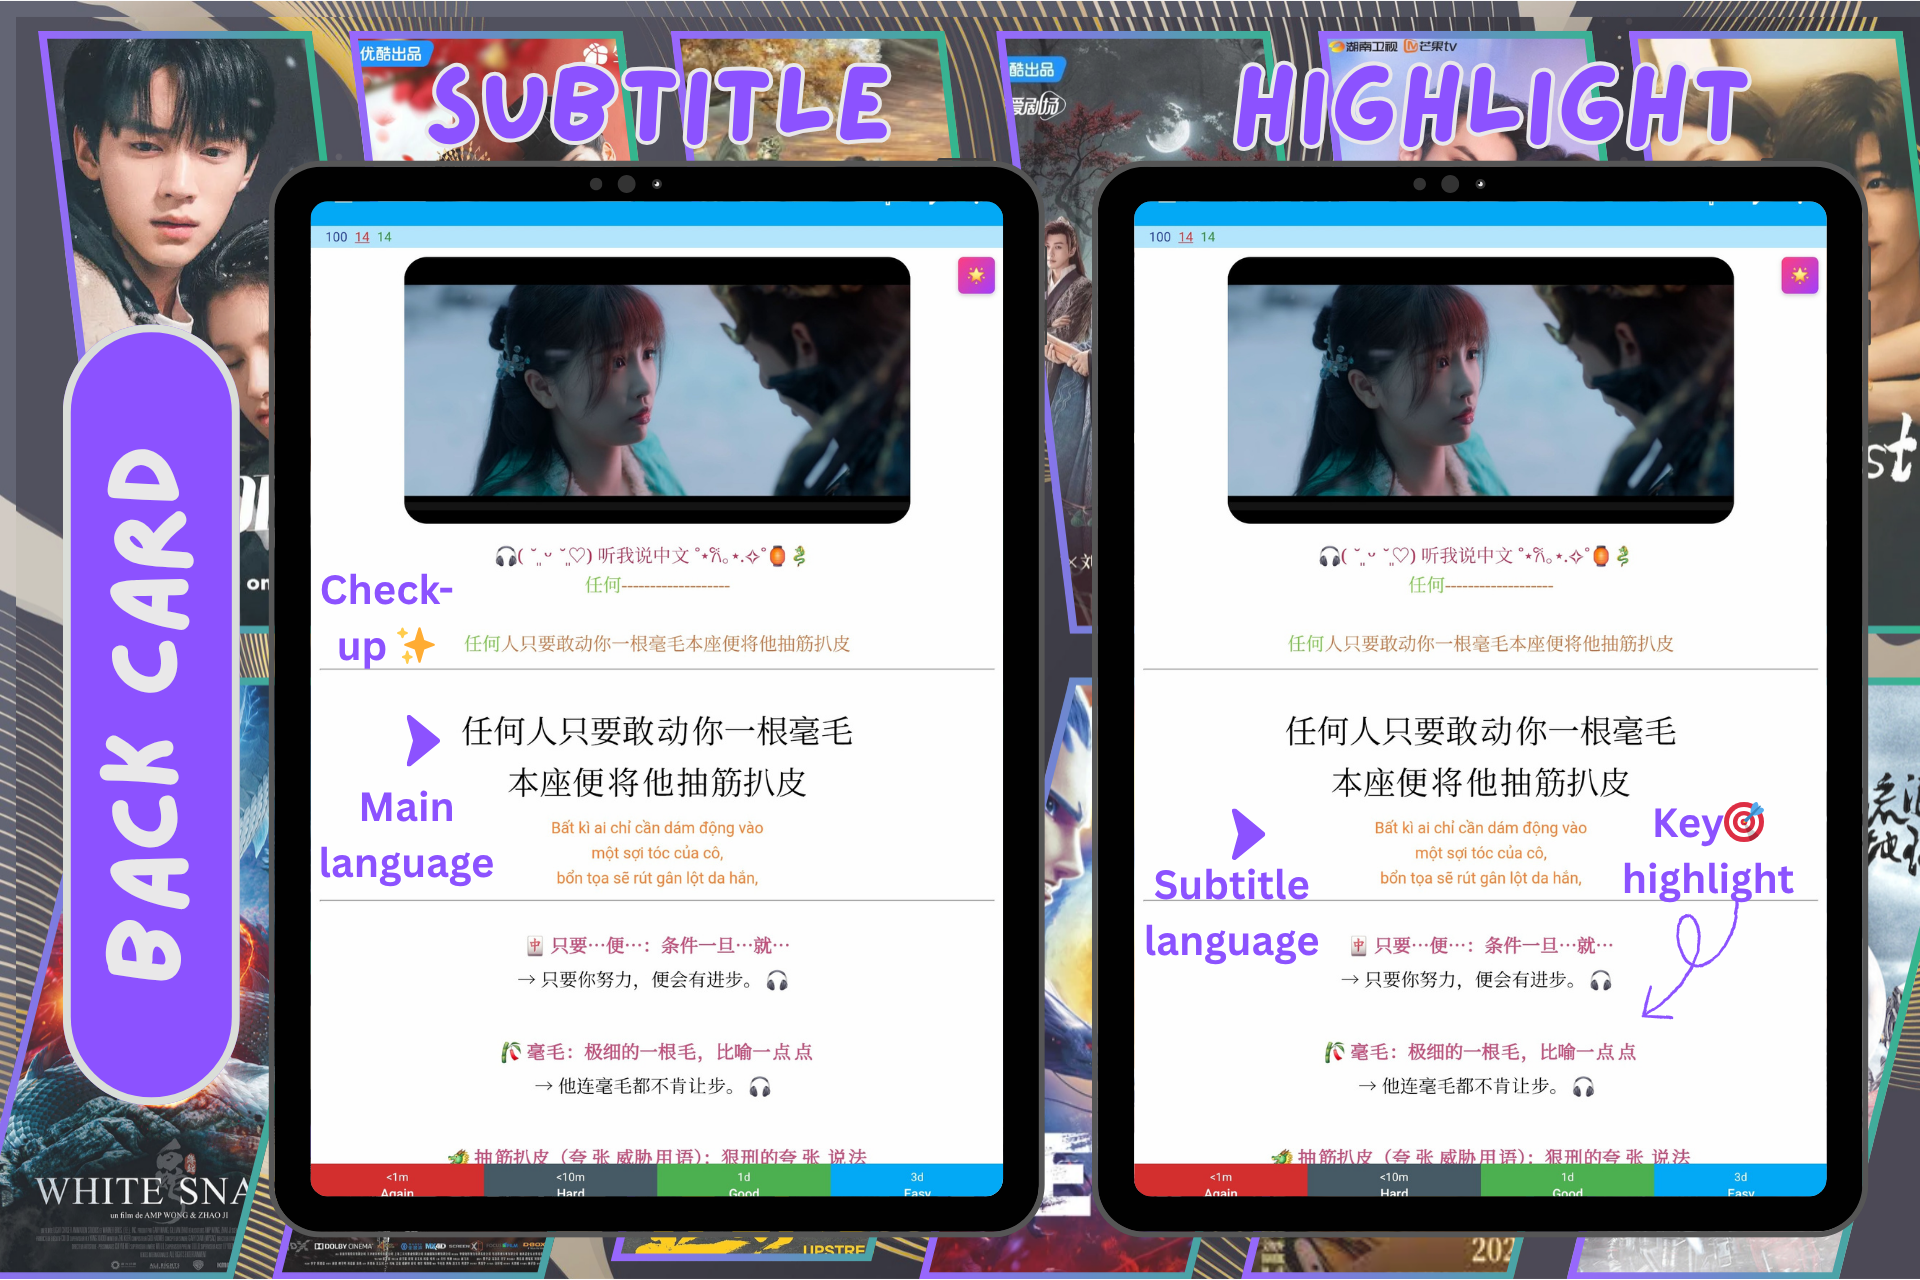 优酷出品
酷出品
爱剧场
湖南卫视 芒果tv
SUBTITLE
HIGHLIGHT
BACK CARD
100 14 14
🎧( ˘͈ ᵕ ˘͈♡) 听我说中文 ˚⋆𐙚｡⋆.✧˚🏮🐉
任何------------------
Check-
up ✨
任何人只要敢动你一根毫毛本座便将他抽筋扒皮
任何人只要敢动你一根毫毛
本座便将他抽筋扒皮
Main
language
Bất kì ai chỉ cần dám động vào
một sợi tóc của cô,
bổn tọa sẽ rút gân lột da hắn,
🀄 只要…便…：条件一旦…就…
→ 只要你努力，便会有进步。🎧
🎋 毫毛：极细的一根毛，比喻一点点
→ 他连毫毛都不肯让步。🎧
🐲 抽筋扒皮（夸张威胁用语）：狠刑的夸张说法
<1m <10m 1d 3d
Again Hard Good Easy
100 14 14
🎧( ˘͈ ᵕ ˘͈♡) 听我说中文 ˚⋆𐙚｡⋆.✧˚🏮🐉
任何------------------
任何人只要敢动你一根毫毛本座便将他抽筋扒皮
任何人只要敢动你一根毫毛
本座便将他抽筋扒皮
Bất kì ai chỉ cần dám động vào
một sợi tóc của cô,
bổn tọa sẽ rút gân lột da hắn,
Subtitle
language
Key🎯
highlight
🀄 只要…便…：条件一旦…就…
→ 只要你努力，便会有进步。🎧
🎋 毫毛：极细的一根毛，比喻一点点
→ 他连毫毛都不肯让步。🎧
🐲 抽筋扒皮（夸张威胁用语）：狠刑的夸张说法
<1m <10m 1d 3d
Again Hard Good Easy
on
st
WHITE SNA
un film de AMP WONG & ZHAO JI
DOLBY CINEMA
UPSTRE
202